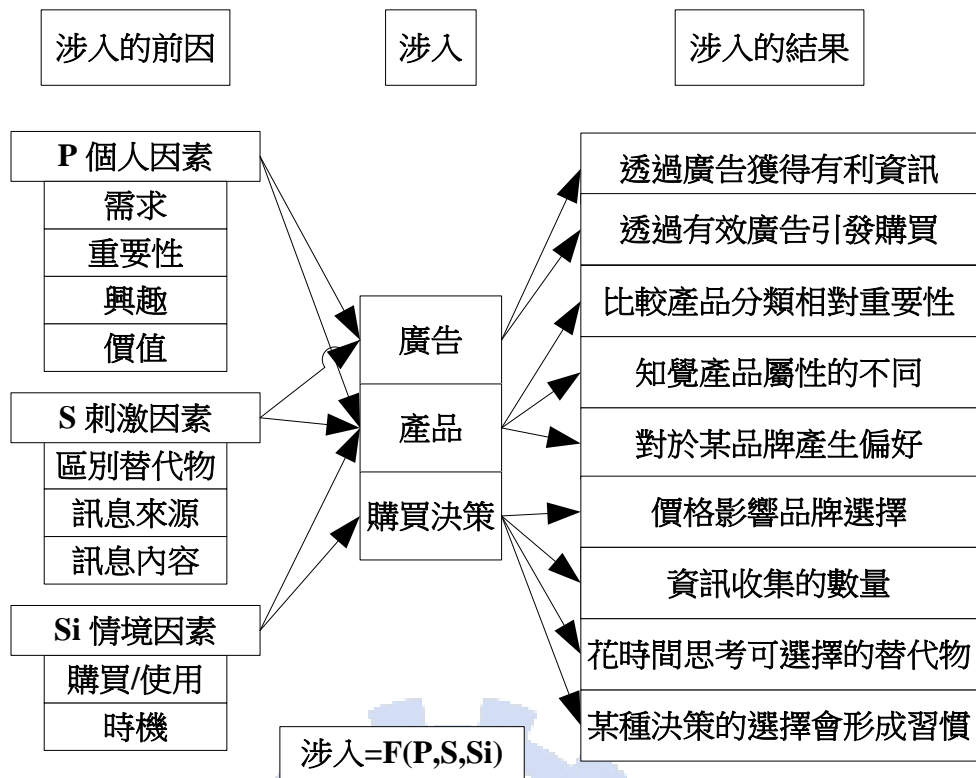 涉入的前因
涉入
涉入的結果
P 個人因素
需求
重要性
興趣
價值
S 刺激因素
區別替代物
訊息來源
訊息內容
Si 情境因素
購買/使用
時機
廣告
產品
購買決策
透過廣告獲得有利資訊
透過有效廣告引發購買
比較產品分類相對重要性
知覺產品屬性的不同
對於某品牌產生偏好
價格影響品牌選擇
資訊收集的數量
花時間思考可選擇的替代物
某種決策的選擇會形成習慣
涉入=F(P,S,Si)